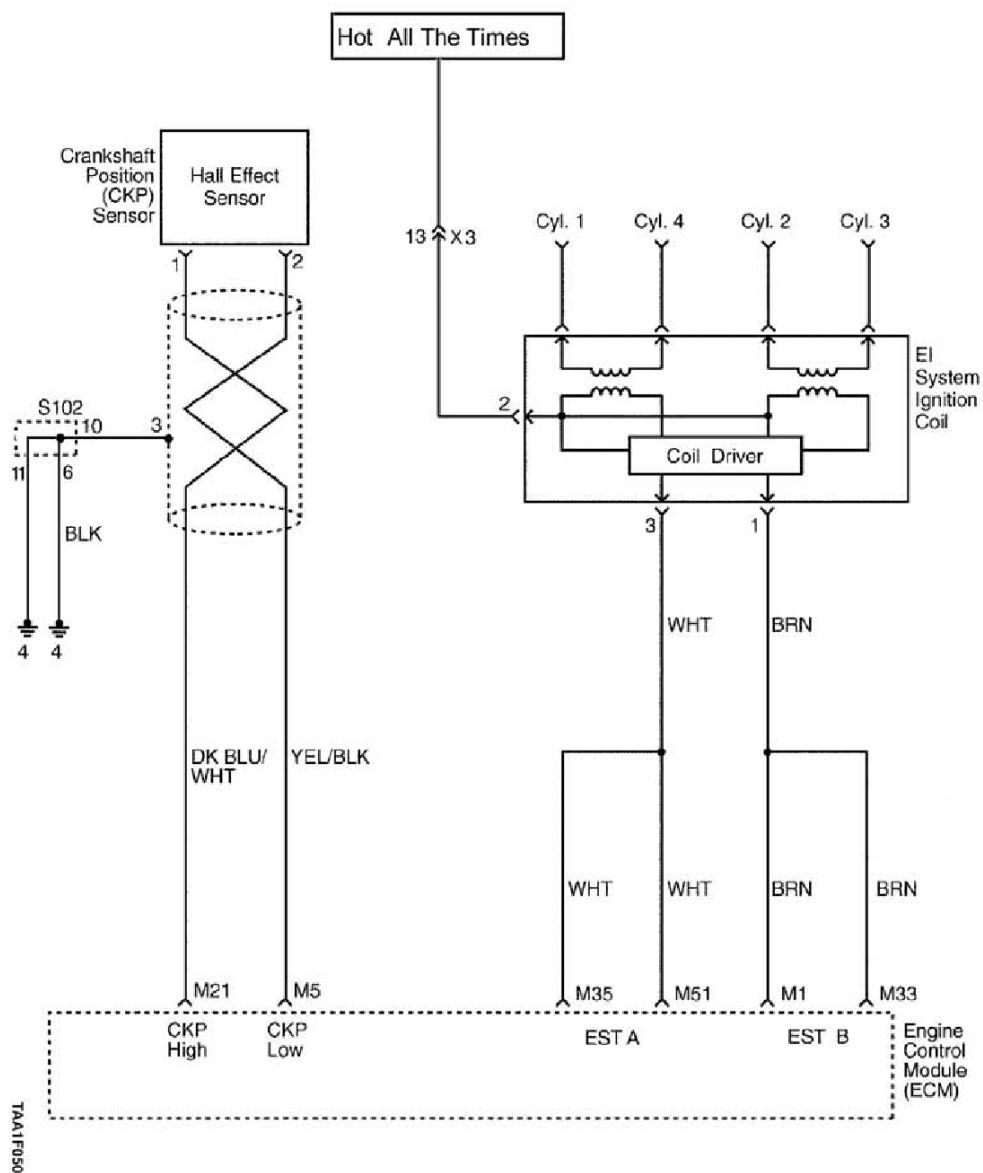 Hot All The Times
Crankshaft
Position
(CKP)
Sensor
Hall Effect
Sensor
1
2
13
X3
Cyl. 1
Cyl. 4
Cyl. 2
Cyl. 3
EI
System
Ignition
Coil
2
Coil Driver
3
1
S102
10
3
11
6
BLK
4
4
WHT
BRN
DK BLU/
WHT
YEL/BLK
WHT
WHT
BRN
BRN
M21
M5
M35
M51
M1
M33
CKP
High
CKP
Low
EST A
EST B
Engine
Control
Module
(ECM)
TAA1F050